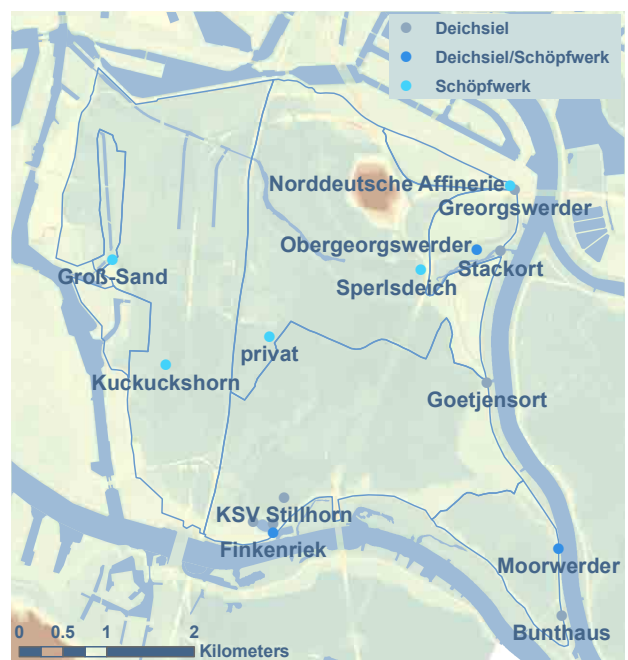 Deichsiel
Deichsiel/Schöpfwerk
Schöpfwerk
Norddeutsche Affinerie
Greorgswerder
Obergeorgswerder
Stackort
Groß-Sand
Sperlsdeich
privat
Kuckuckshorn
Goetjensort
KSV Stillhorn
Finkenriek
Moorwerder
Bunthaus
0 0.5 1 2
Kilometers